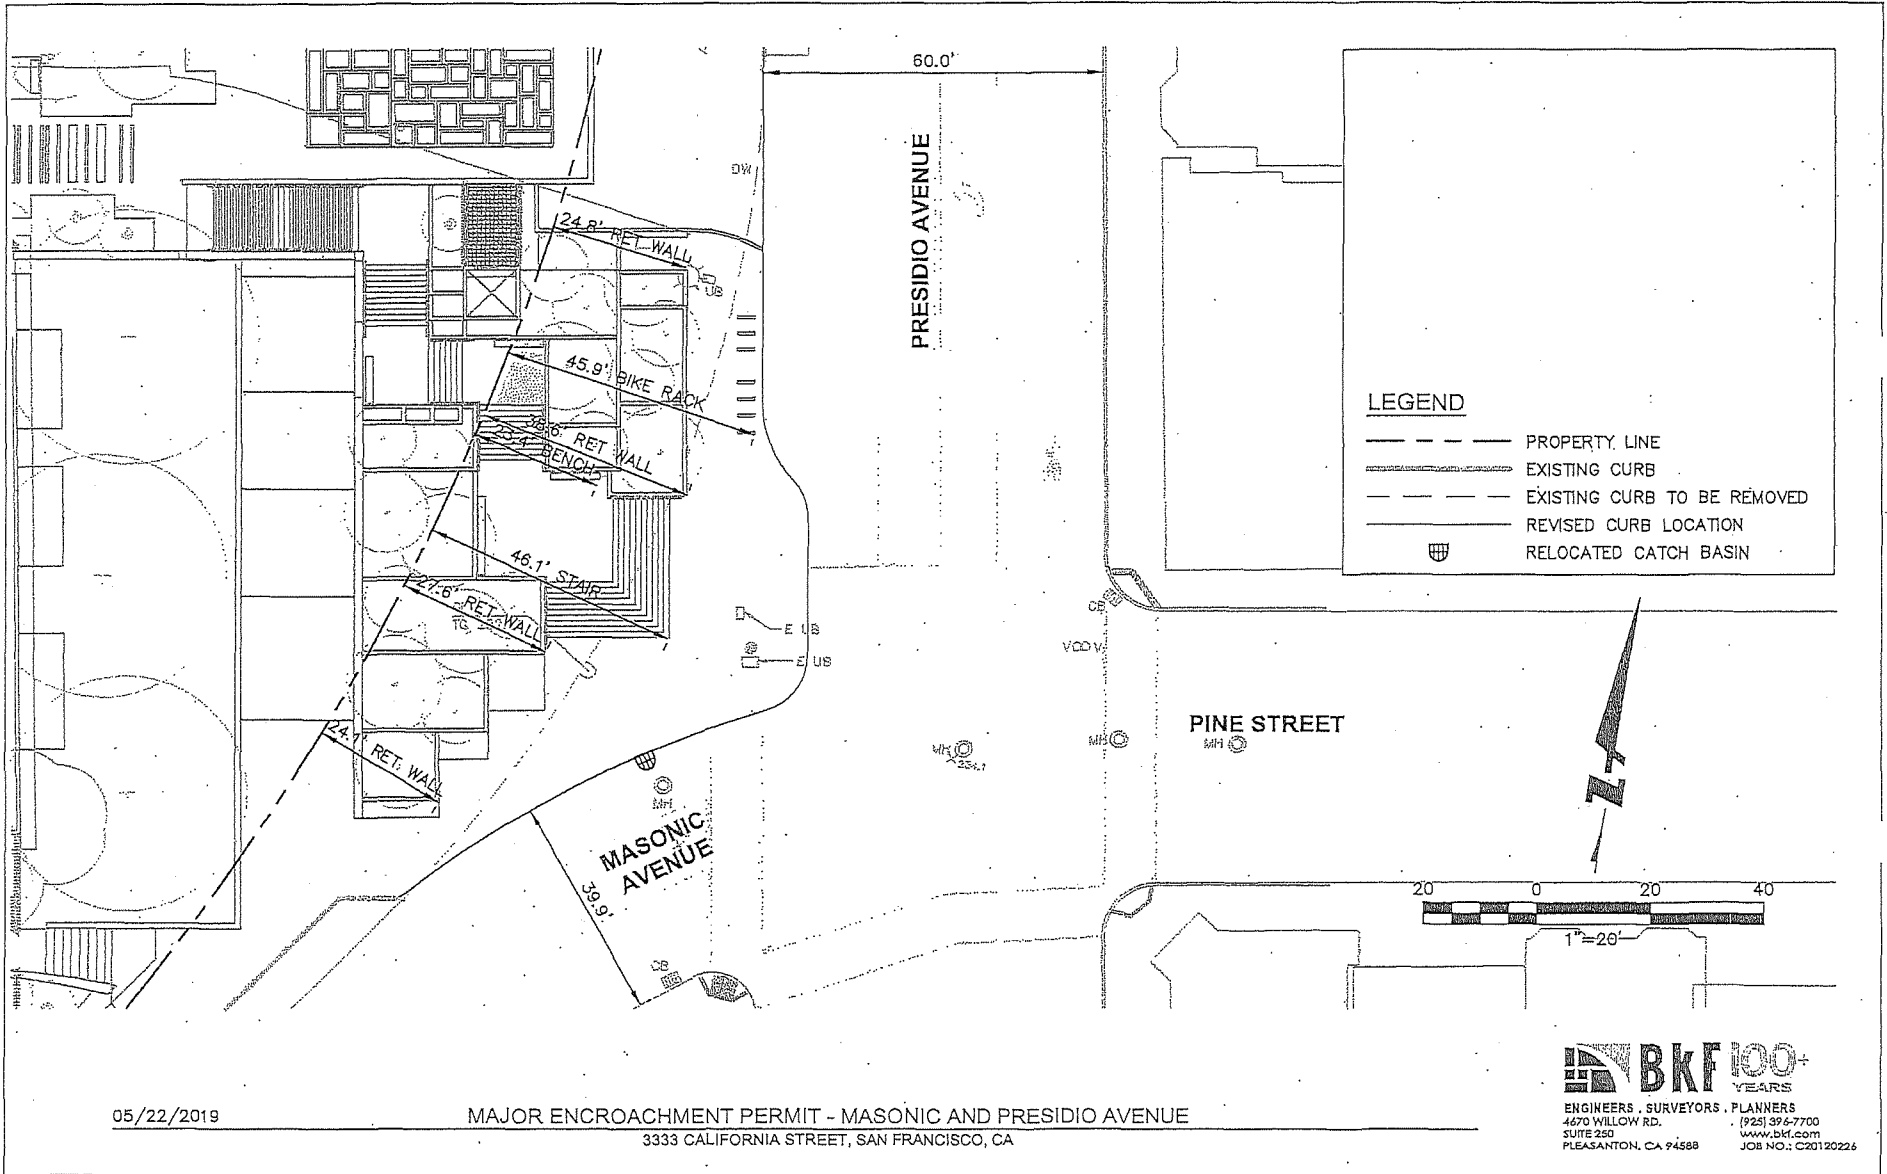 60.0'
PRESIDIO AVENUE
DW
24.8' RET WALL
UB
45.9' BIKE RACK
38.6' RET WALL
23.4' BENCH
46.1' STAIR
27.6' RET WALL
TG
E UB
E UB
24.1' RET. WALL
MH
MASONIC
AVENUE
39.9'
CB
MH
234.1
CB
MH
PINE STREET
MH
LEGEND
PROPERTY LINE
EXISTING CURB
EXISTING CURB TO BE REMOVED
REVISED CURB LOCATION
RELOCATED CATCH BASIN
N
20 0 20 40
1"=20'
05/22/2019
MAJOR ENCROACHMENT PERMIT - MASONIC AND PRESIDIO AVENUE
3333 CALIFORNIA STREET, SAN FRANCISCO, CA
BKF 100+
YEARS
ENGINEERS . SURVEYORS . PLANNERS
4670 WILLOW RD. (925) 396-7700
SUITE 250 www.bkf.com
PLEASANTON, CA 94588 JOB NO.: C20120226